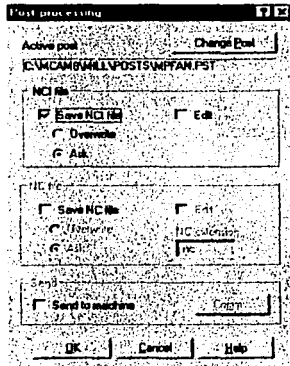 Post processing
Active post
Change Post
C:\MCAM8\MILL\POSTS\MPFAN.PST
NCI file
Save NCI file
Edit
Overwrite
Ask
NC file
Save NC file
Edit
Overwrite
Ask
NC extension
nc
Send
Send to machine
Comm
OK
Cancel
Help